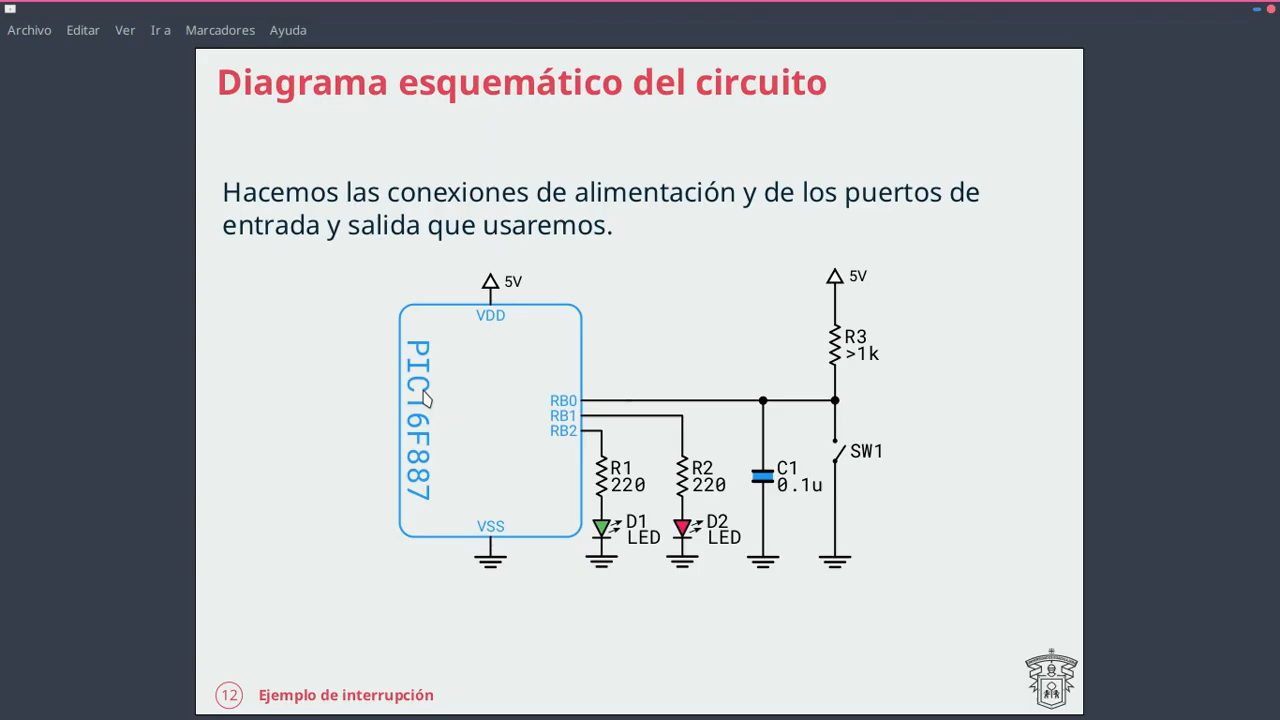 Archivo Editar Ver Ir a Marcadores Ayuda
Diagrama esquemático del circuito
Hacemos las conexiones de alimentación y de los puertos de
entrada y salida que usaremos.
5V
5V
VDD
R3
>1k
PIC16F887
RB0
RB1
RB2
SW1
R1
220
R2
220
C1
0.1u
D1
LED
D2
LED
VSS
12 Ejemplo de interrupción